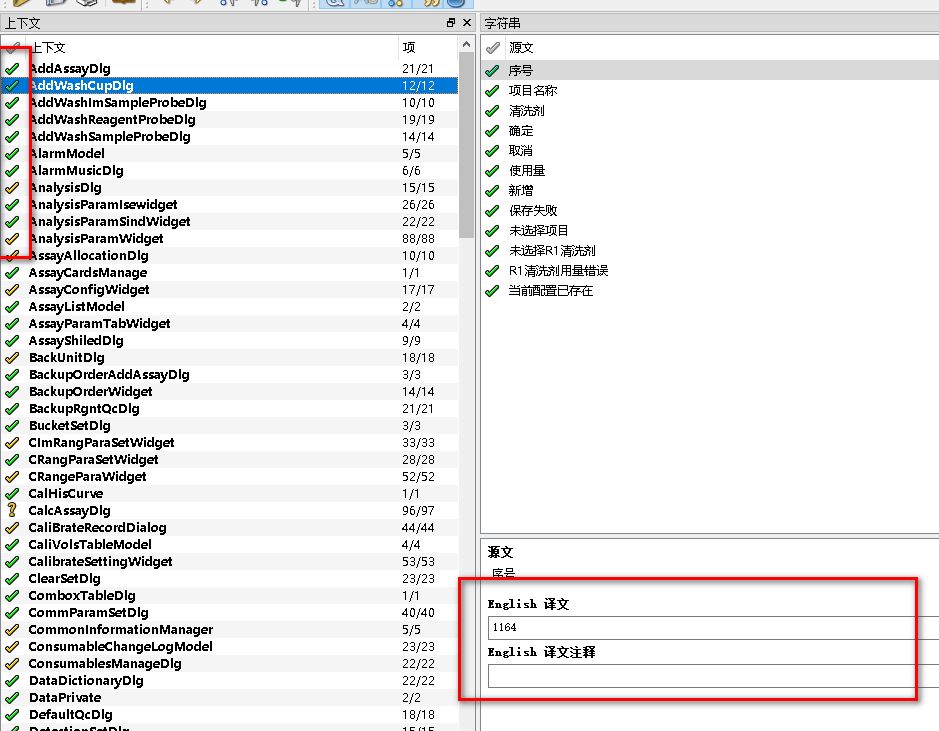 上下文
上下文 项
AddAssayDlg 21/21
AddWashCupDlg 12/12
AddWashImSampleProbeDlg 10/10
AddWashReagentProbeDlg 19/19
AddWashSampleProbeDlg 14/14
AlarmModel 5/5
AlarmMusicDlg 6/6
AnalysisDlg 15/15
AnalysisParamIsewidget 26/26
AnalysisParamSindWidget 22/22
AnalysisParamWidget 88/88
AssayAllocationDlg 10/10
AssayCardsManage 1/1
AssayConfigWidget 17/17
AssayListModel 2/2
AssayParamTabWidget 4/4
AssayShiledDlg 9/9
BackUnitDlg 18/18
BackupOrderAddAssayDlg 3/3
BackupOrderWidget 14/14
BackupRgntQcDlg 21/21
BucketSetDlg 3/3
CImRangParaSetWidget 33/33
CRangParaSetWidget 28/28
CRangeParaWidget 52/52
CalHisCurve 1/1
CalcAssayDlg 96/97
CaliBrateRecordDialog 44/44
CaliVolsTableModel 4/4
CalibrateSettingWidget 53/53
ClearSetDlg 23/23
ComboxTableDlg 1/1
CommParamSetDlg 40/40
CommonInformationManager 5/5
ConsumableChangeLogModel 23/23
ConsumablesManageDlg 22/22
DataDictionaryDlg 22/22
DataPrivate 2/2
DefaultQcDlg 18/18
字符串
源文
序号
项目名称
清洗剂
确定
取消
使用量
新增
保存失败
未选择项目
未选择R1清洗剂
R1清洗剂用量错误
当前配置已存在
源文
序号
English 译文
1164
English 译文注释